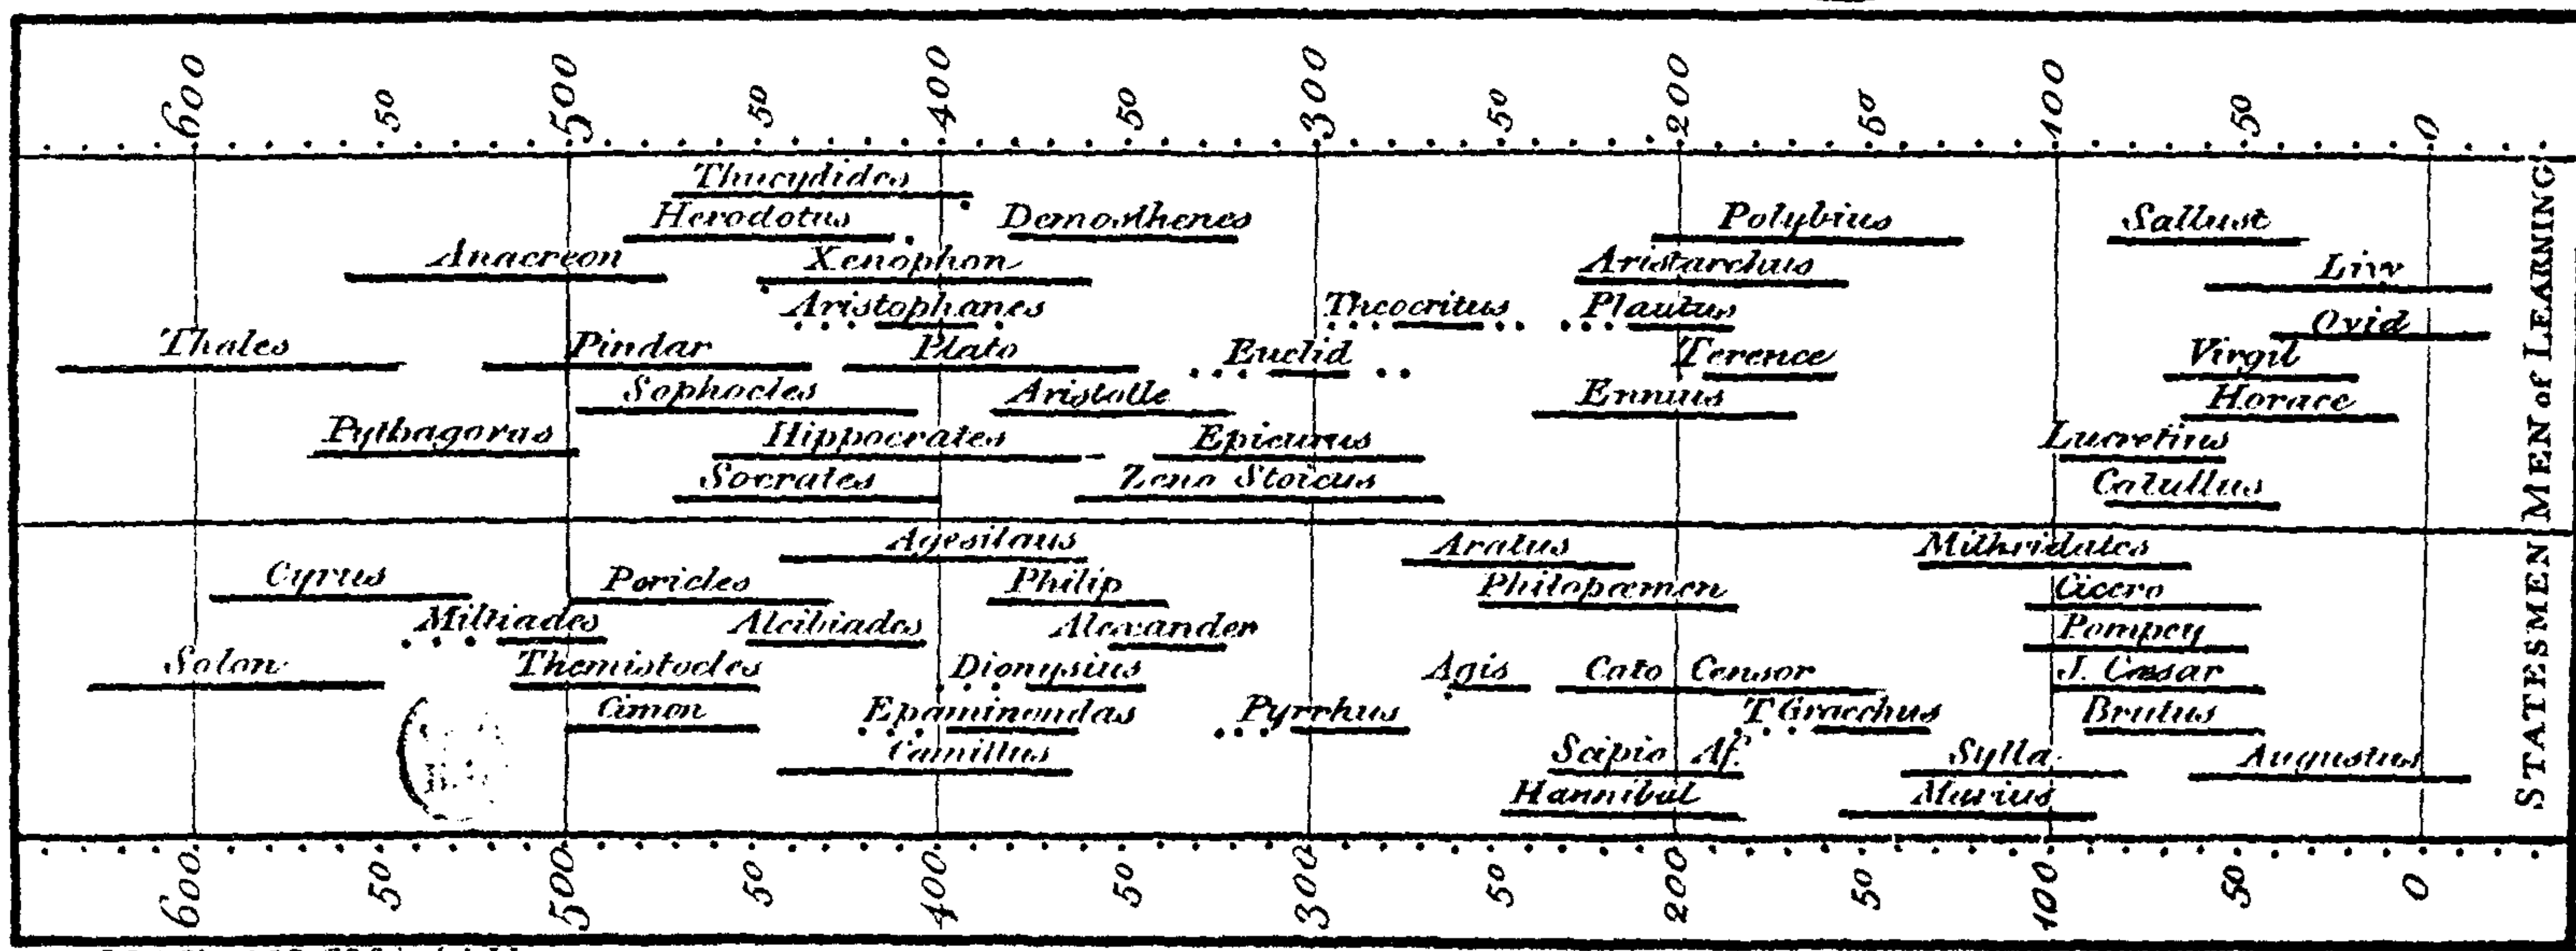 600 50 500 50 400 50 300 50 200 50 100 50 0
Thucydides
Herodotus Demosthenes Polybius Sallust
Anacreon Xenophon Aristarchus Livy
Aristophanes Theocritus Plautus Ovid
Thales Pindar Plato Euclid Terence Virgil
Sophocles Aristotle Ennius Horace
Pythagoras Hippocrates Epicurus Lucretius
Socrates Zeno Stoicus Catullus
MEN of LEARNING
Agesilaus Aratus Mithridates
Cyrus Pericles Philip Philopœmen Cicero
Miltiades Alcibiades Alexander Pompey
Solon Themistocles Dionysius Agis Cato Censor J. Cæsar
Cimon Epaminondas Pyrrhus T Gracchus Brutus
Camillus Scipio Af. Sylla Augustus
Hannibal Marius
STATESMEN
600 50 500 50 400 50 300 50 200 50 100 50 0